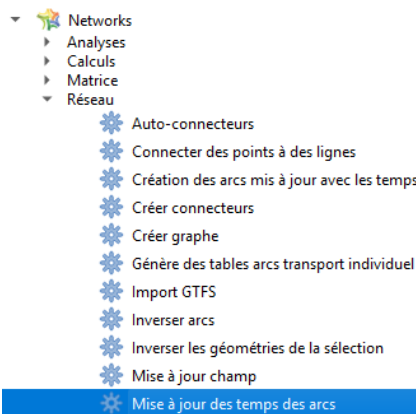 Networks
Analyses
Calculs
Matrice
Réseau
Auto-connecteurs
Connecter des points à des lignes
Création des arcs mis à jour avec les temps
Créer connecteurs
Créer graphe
Génère des tables arcs transport individuel
Import GTFS
Inverser arcs
Inverser les géométries de la sélection
Mise à jour champ
Mise à jour des temps des arcs